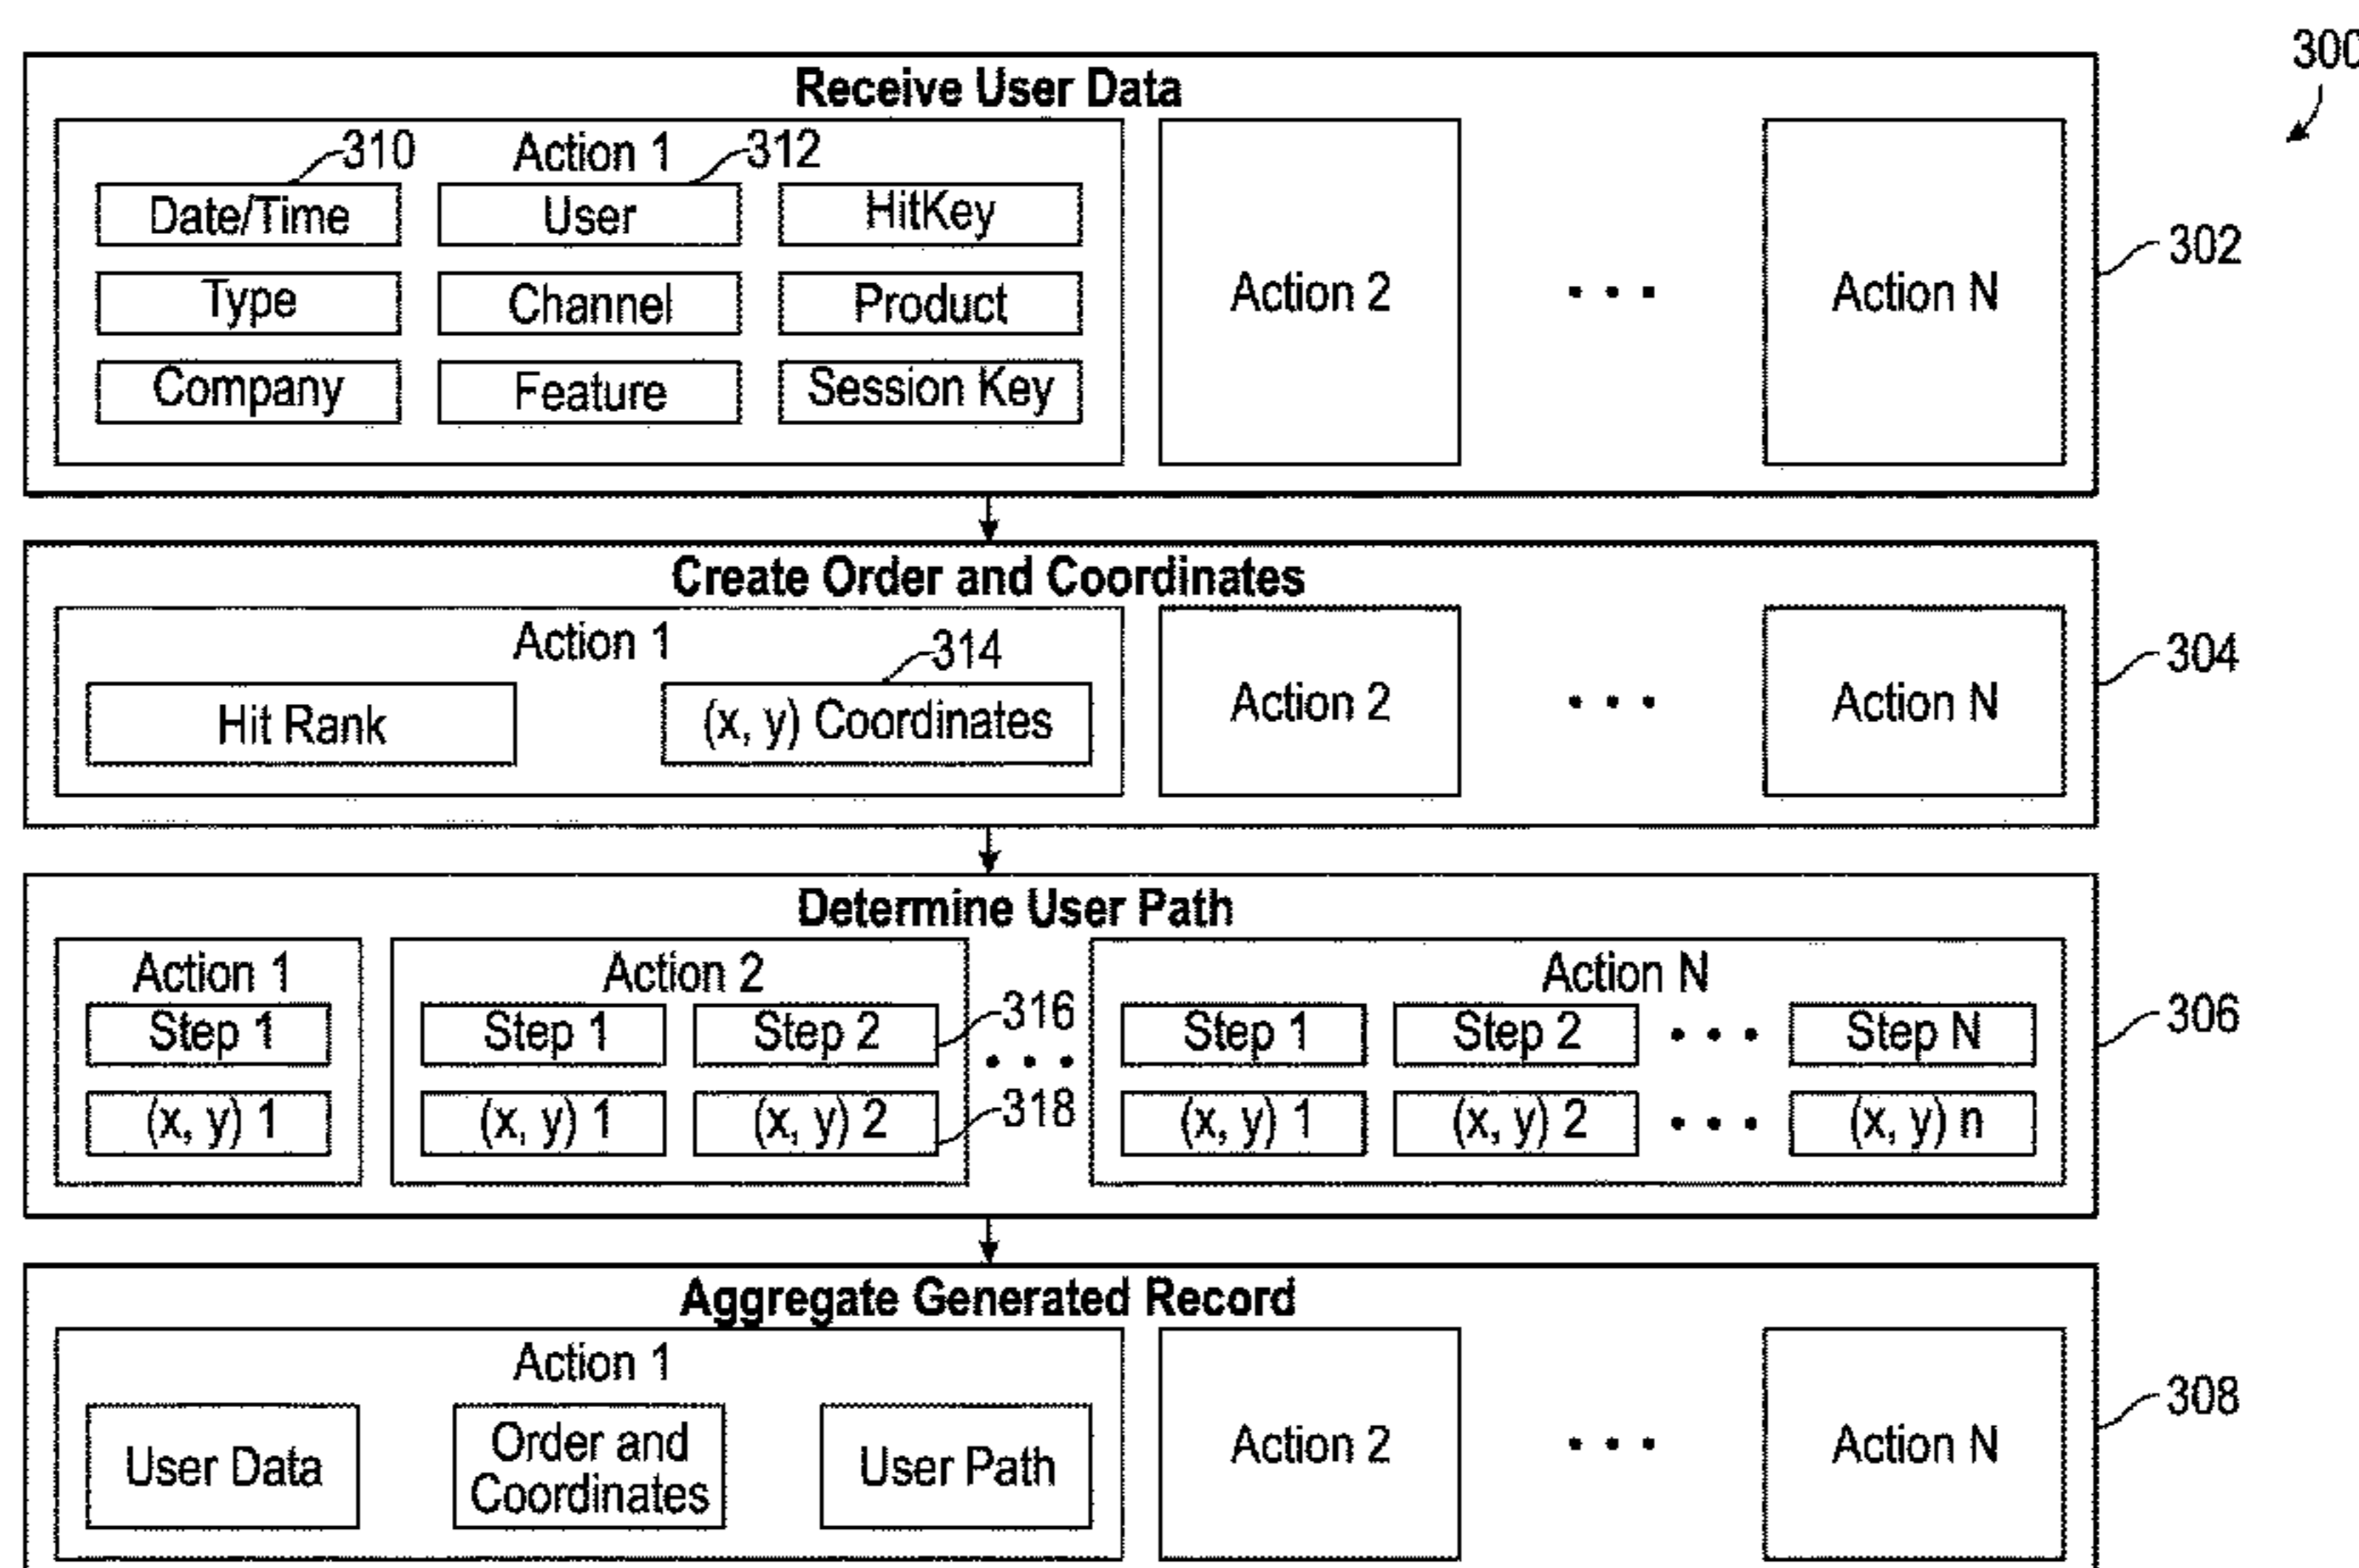 300
Receive User Data
Action 1
310
312
Date/Time
User
HitKey
Type
Channel
Product
Company
Feature
Session Key
Action 2
• • •
Action N
302
Create Order and Coordinates
Action 1
314
Hit Rank
(x, y) Coordinates
Action 2
• • •
Action N
304
Determine User Path
Action 1
Step 1
(x, y) 1
Action 2
Step 1
Step 2
(x, y) 1
(x, y) 2
316
• • •
318
Action N
Step 1
Step 2
• • •
Step N
(x, y) 1
(x, y) 2
• • •
(x, y) n
306
Aggregate Generated Record
Action 1
User Data
Order and
Coordinates
User Path
Action 2
• • •
Action N
308